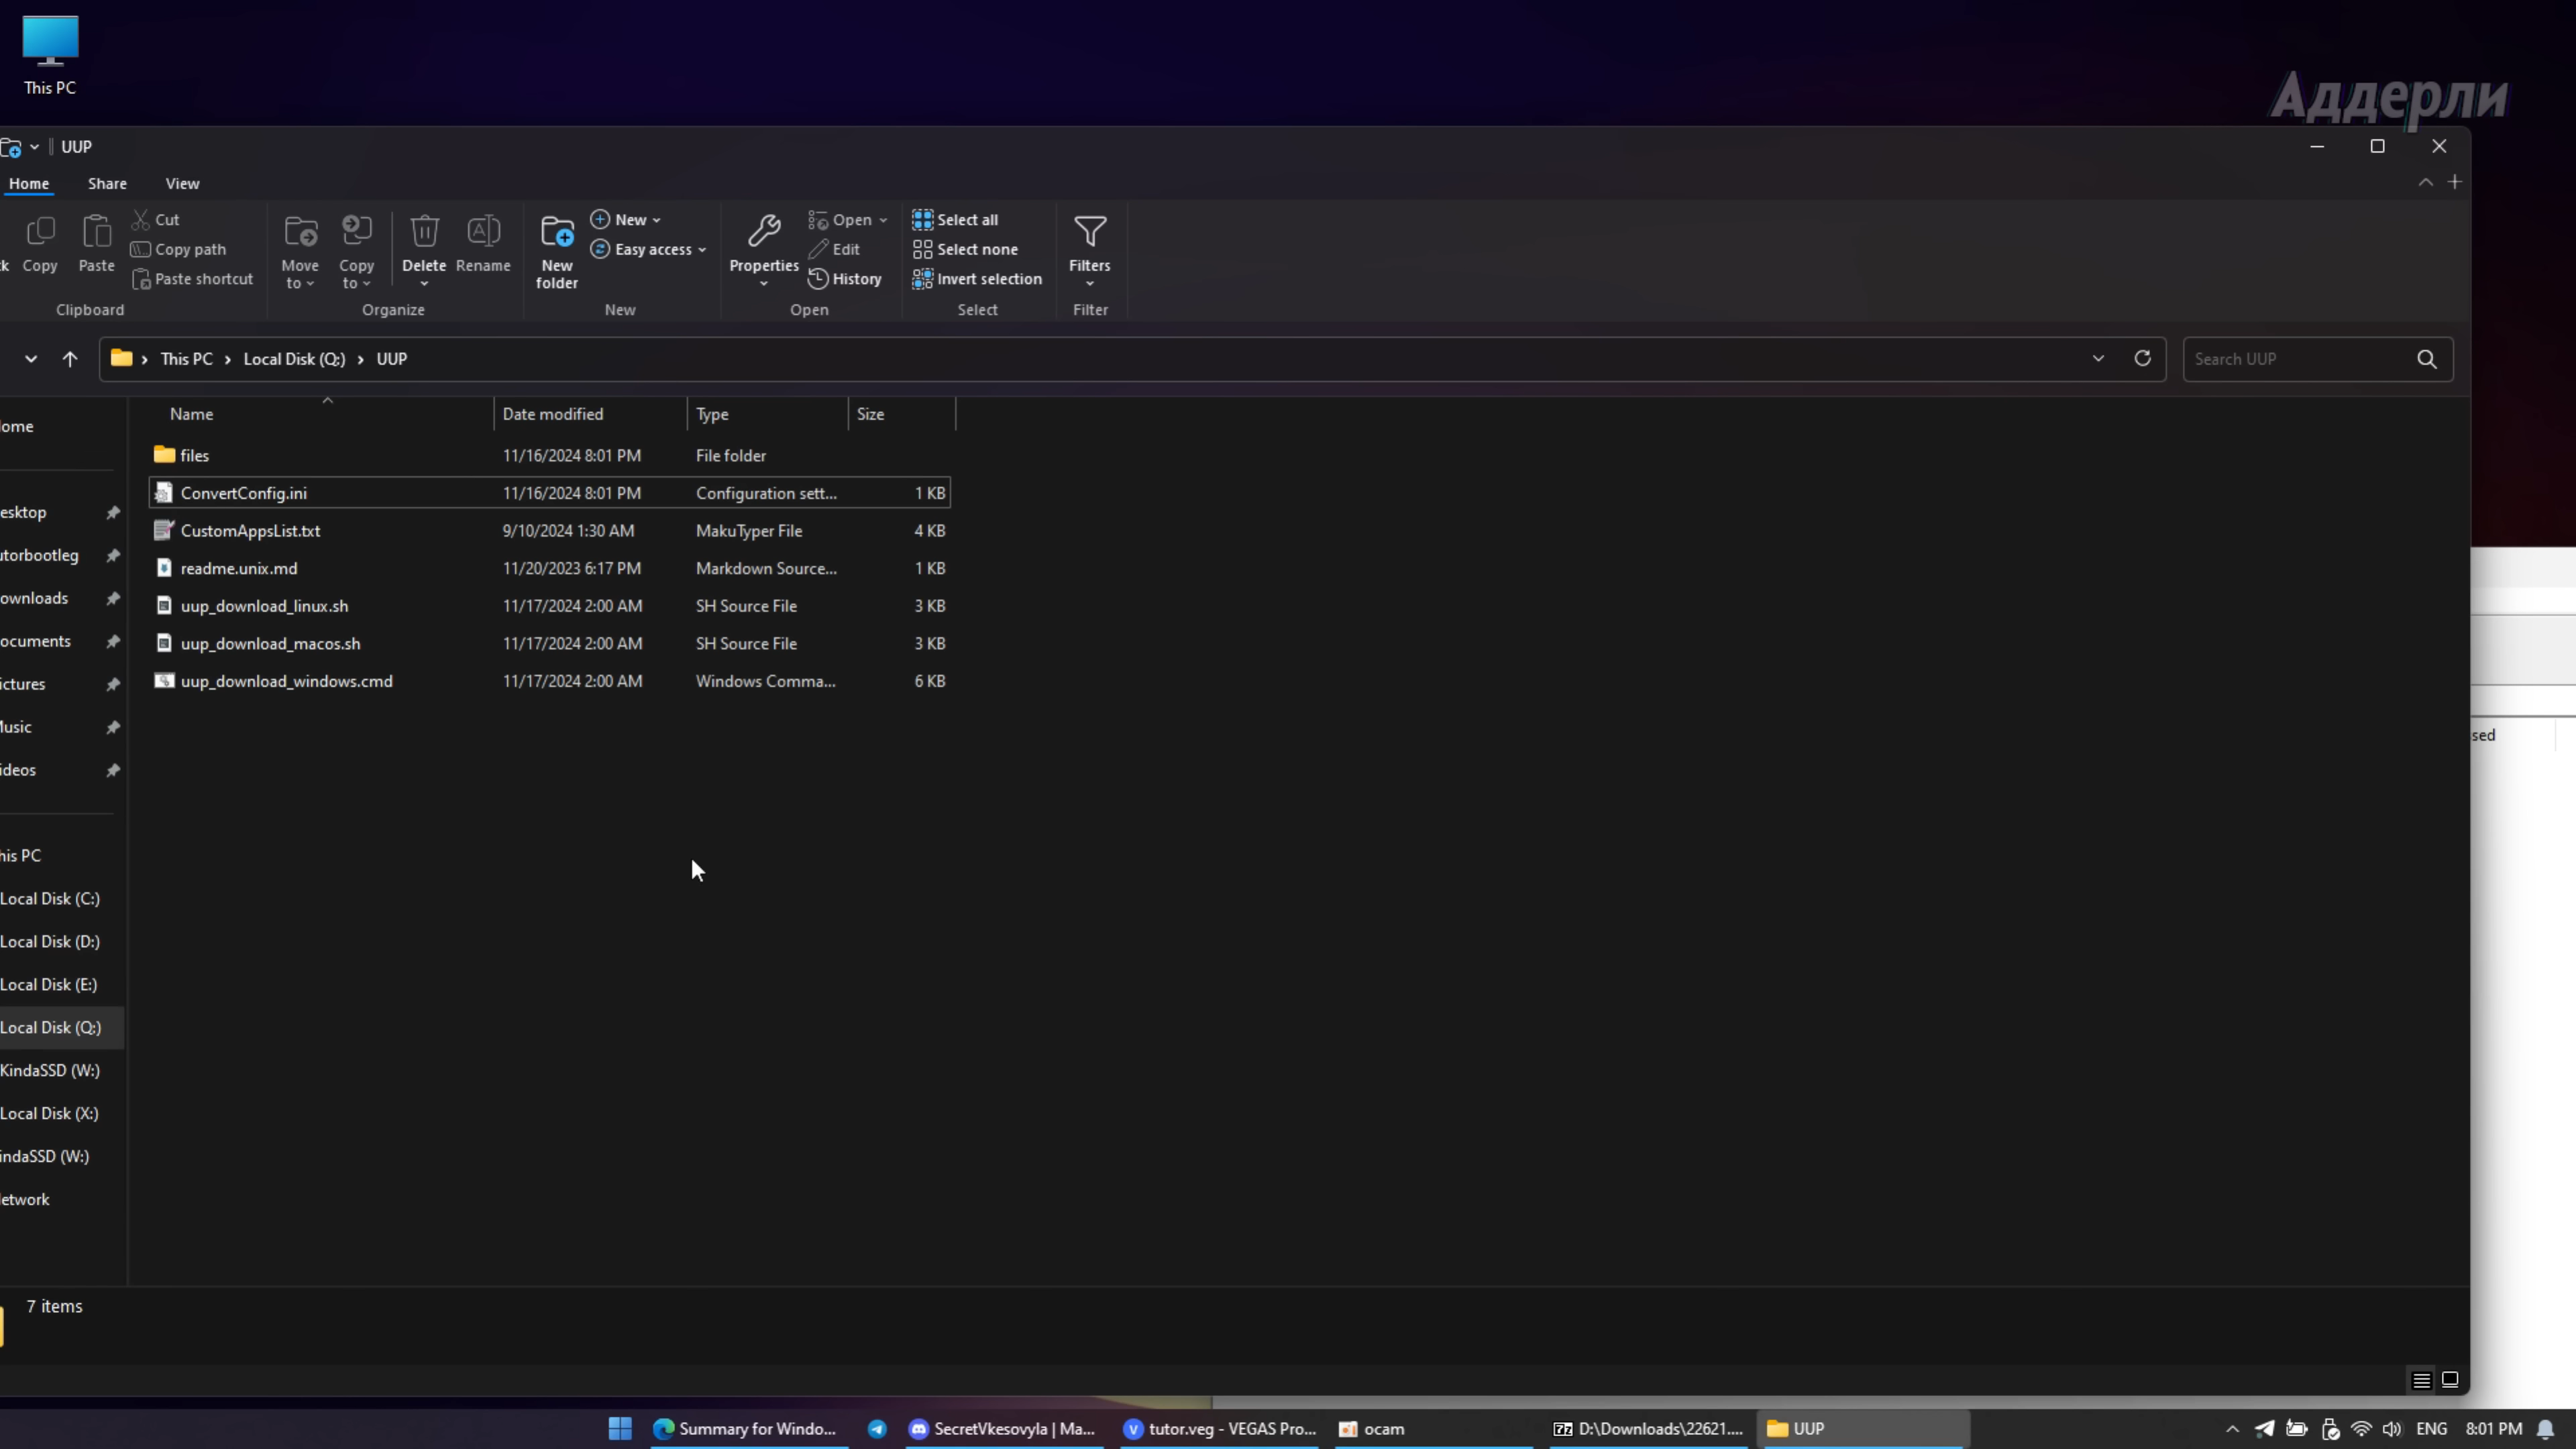 This PC
Аддерли
UUP
Home Share View
Copy
Paste
Cut
Copy path
Paste shortcut
Clipboard
Move to
Copy to
Delete
Rename
Organize
New folder
New
Easy access
New
Properties
Open
Edit
History
Open
Select all
Select none
Invert selection
Select
Filters
Filter
This PC › Local Disk (Q:) › UUP
Search UUP
ome
esktop
utorbootleg
ownloads
ocuments
ictures
usic
ideos
his PC
Local Disk (C:)
Local Disk (D:)
Local Disk (E:)
Local Disk (Q:)
KindaSSD (W:)
Local Disk (X:)
indaSSD (W:)
etwork
Name Date modified Type Size
files 11/16/2024 8:01 PM File folder
ConvertConfig.ini 11/16/2024 8:01 PM Configuration sett... 1 KB
CustomAppsList.txt 9/10/2024 1:30 AM MakuTyper File 4 KB
readme.unix.md 11/20/2023 6:17 PM Markdown Source... 1 KB
uup_download_linux.sh 11/17/2024 2:00 AM SH Source File 3 KB
uup_download_macos.sh 11/17/2024 2:00 AM SH Source File 3 KB
uup_download_windows.cmd 11/17/2024 2:00 AM Windows Comma... 6 KB
sed
7 items
Summary for Windo... SecretVkesovyla | Ma... tutor.veg - VEGAS Pro... ocam D:\Downloads\22621.... UUP ENG 8:01 PM